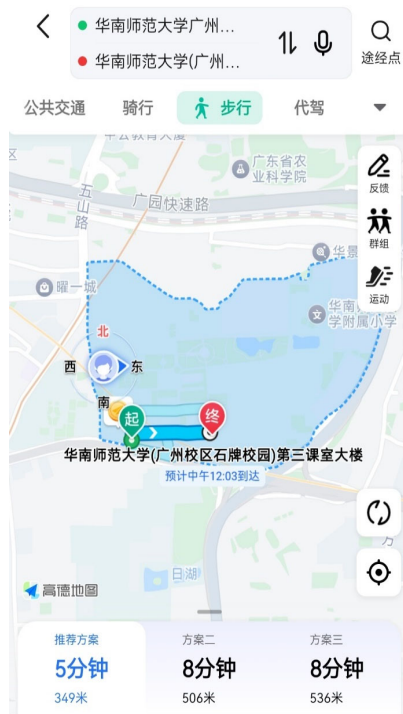 华南师范大学广州...
华南师范大学(广州...
途经点
公共交通
骑行
步行
代驾
广东省农
业科学院
反馈
五
山
路
广园快速路
群组
华景
曜一城
运动
华南
学附属小学
北
西
东
南
起
终
华南师范大学(广州校区石牌校园)第三课室大楼
预计中午12:03到达
日湖
高德地图
推荐方案
方案二
方案三
5分钟
8分钟
8分钟
349米
506米
536米